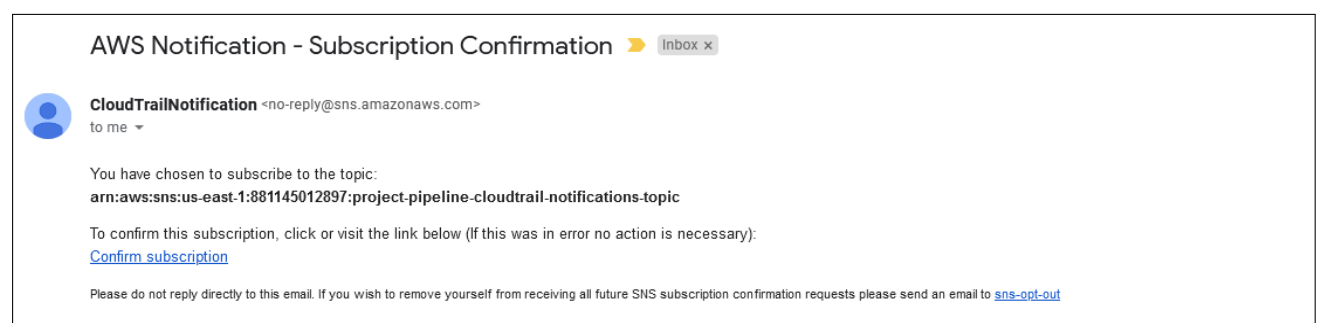 AWS Notification - Subscription Confirmation Inbox x
CloudTrailNotification <no-reply@sns.amazonaws.com>
to me
You have chosen to subscribe to the topic:
arn:aws:sns:us-east-1:881145012897:project-pipeline-cloudtrail-notifications-topic
To confirm this subscription, click or visit the link below (If this was in error no action is necessary):
Confirm subscription
Please do not reply directly to this email. If you wish to remove yourself from receiving all future SNS subscription confirmation requests please send an email to sns-opt-out